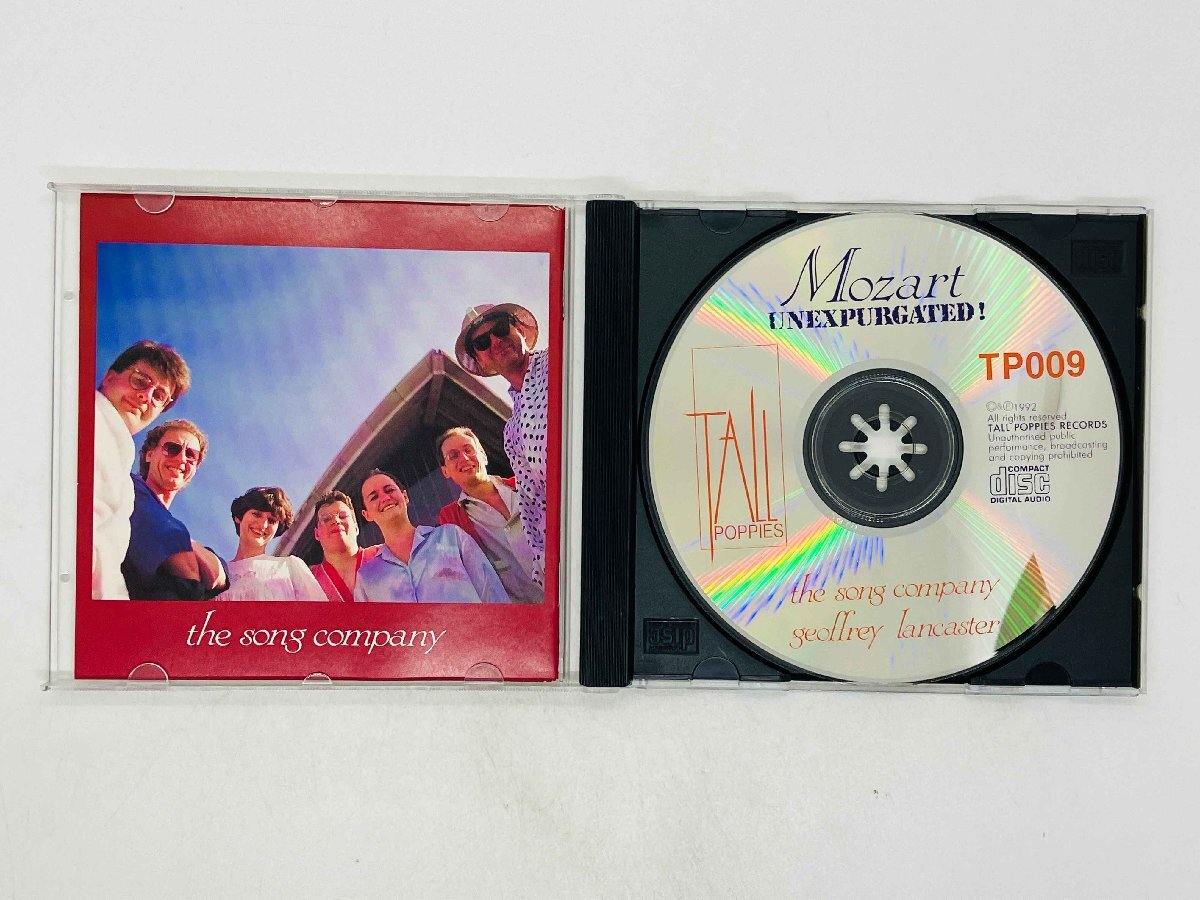 the song company
Mozart
UNEXPURGATED!
TP009
TALL
POPPIES
©&℗1992
All rights reserved
TALL POPPIES RECORDS
Unauthorised public
performance, broadcasting
and copying prohibited
COMPACT
disc
DIGITAL AUDIO
the song company
geoffrey lancaster